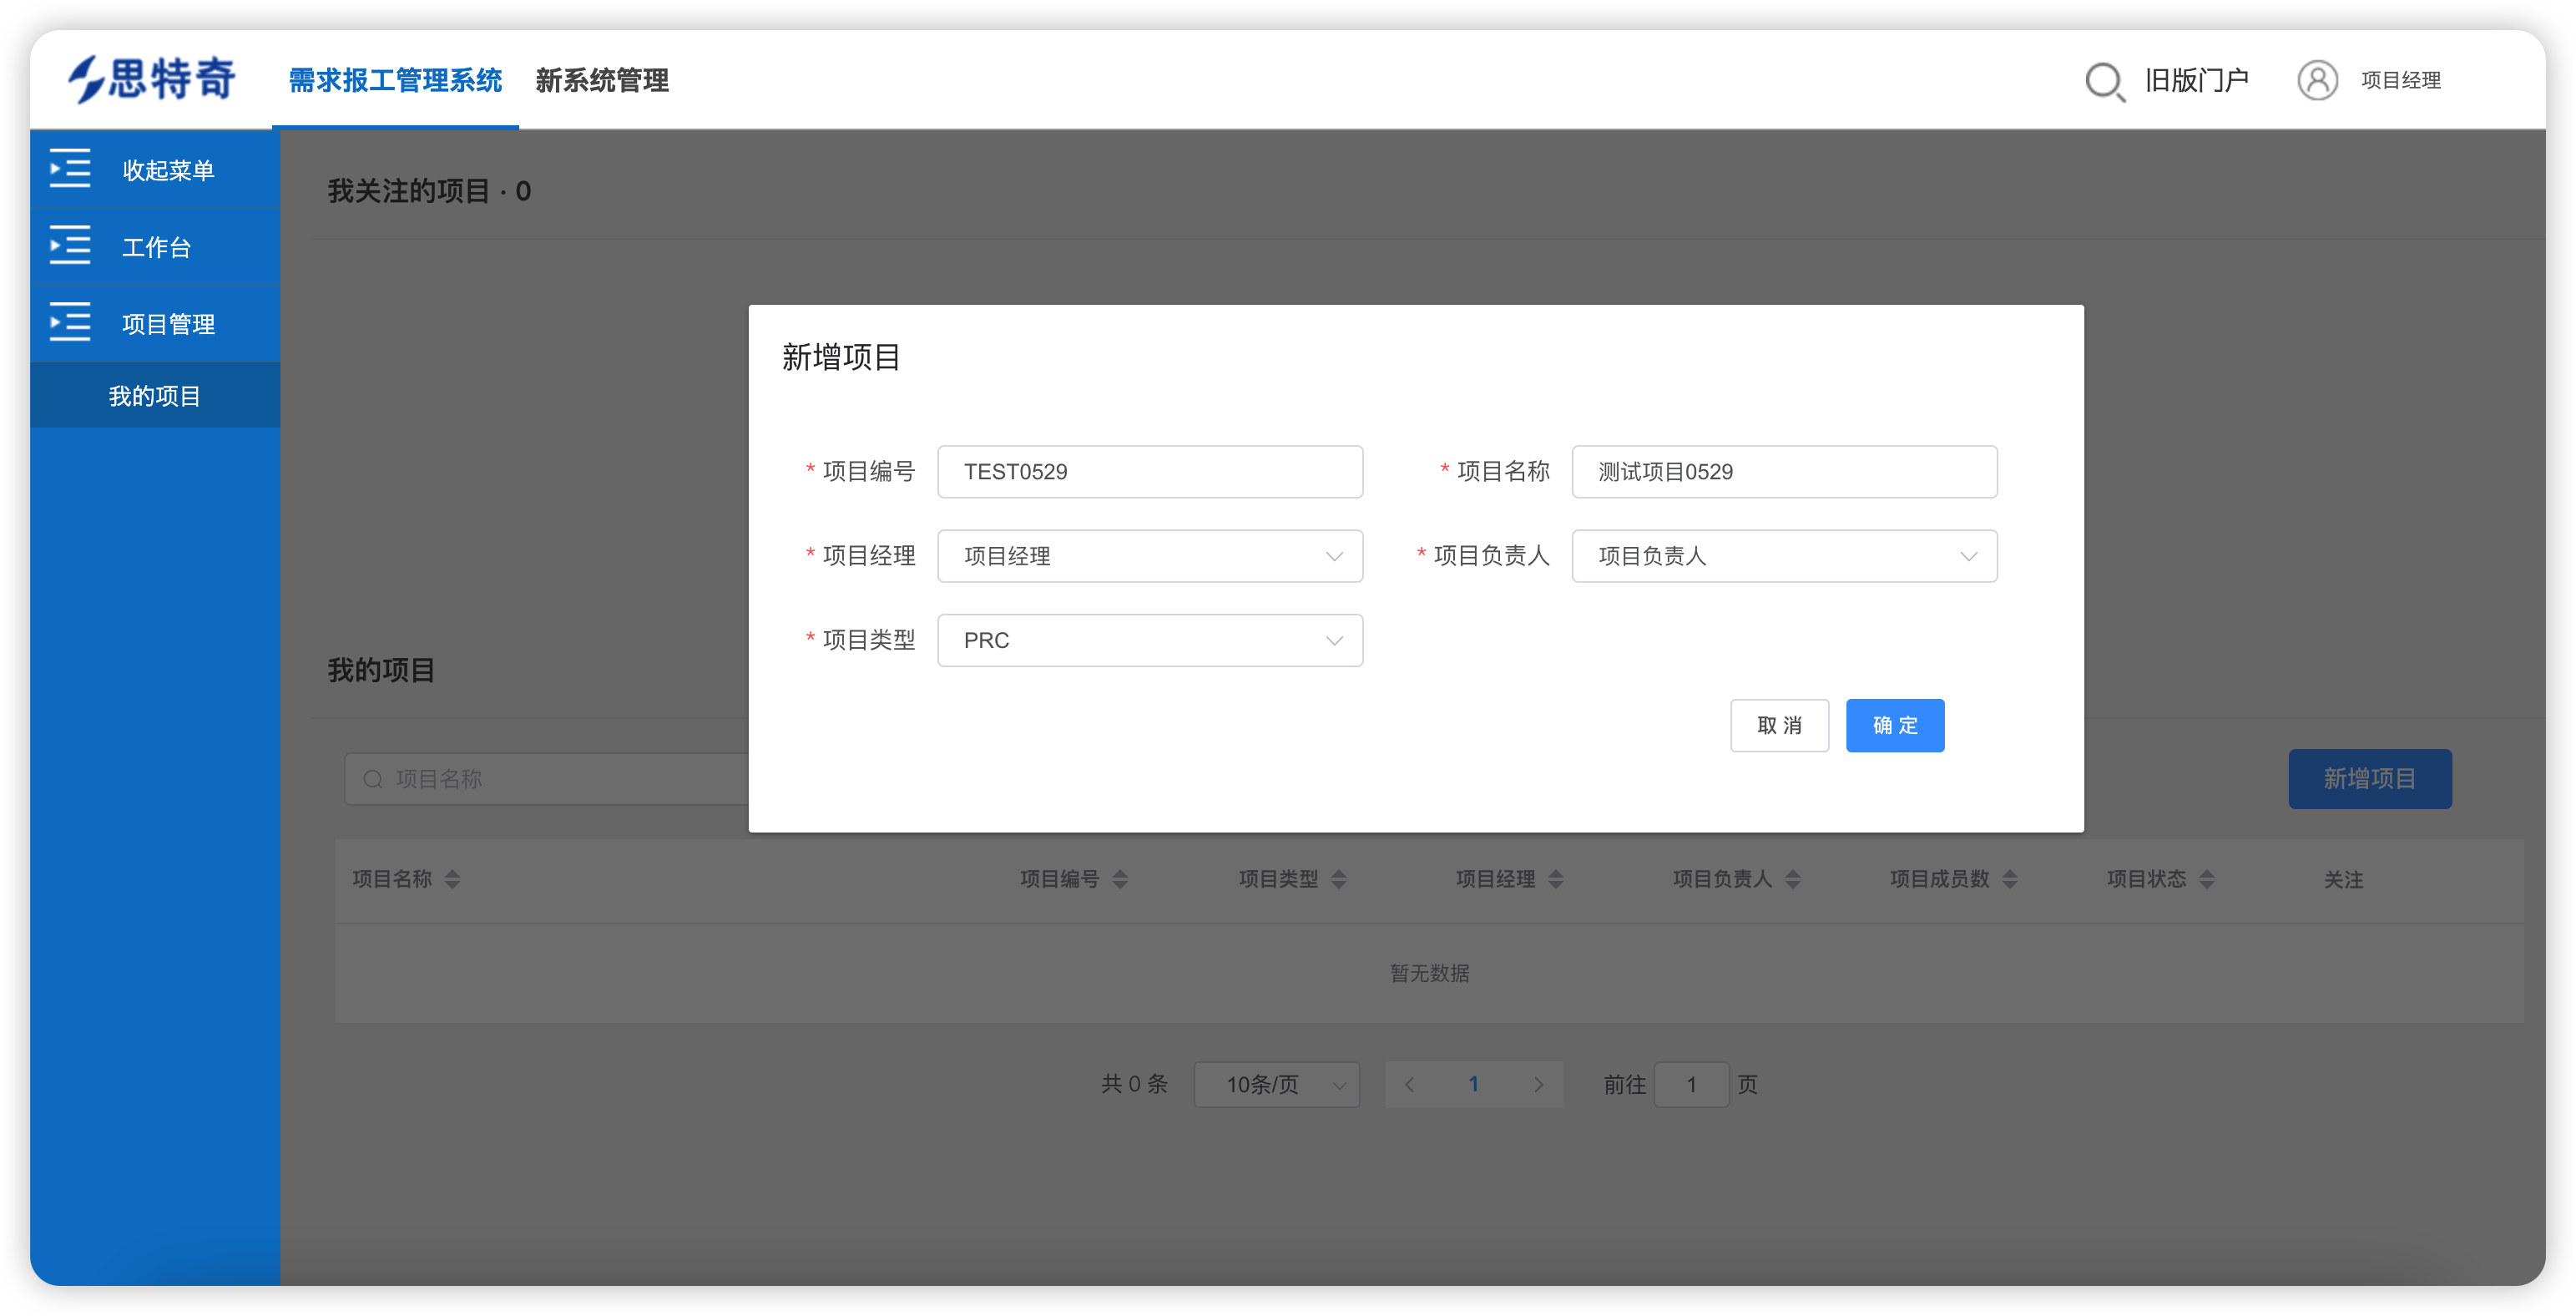 思特奇 需求报工管理系统 新系统管理 旧版门户 项目经理
收起菜单
工作台
项目管理
我的项目
我关注的项目 · 0
新增项目
* 项目编号 TEST0529 * 项目名称 测试项目0529
* 项目经理 项目经理 * 项目负责人 项目负责人
* 项目类型 PRC
取 消 确 定
我的项目
项目名称 新增项目
项目名称 项目编号 项目类型 项目经理 项目负责人 项目成员数 项目状态 关注
暂无数据
共 0 条 10条/页 1 前往 1 页